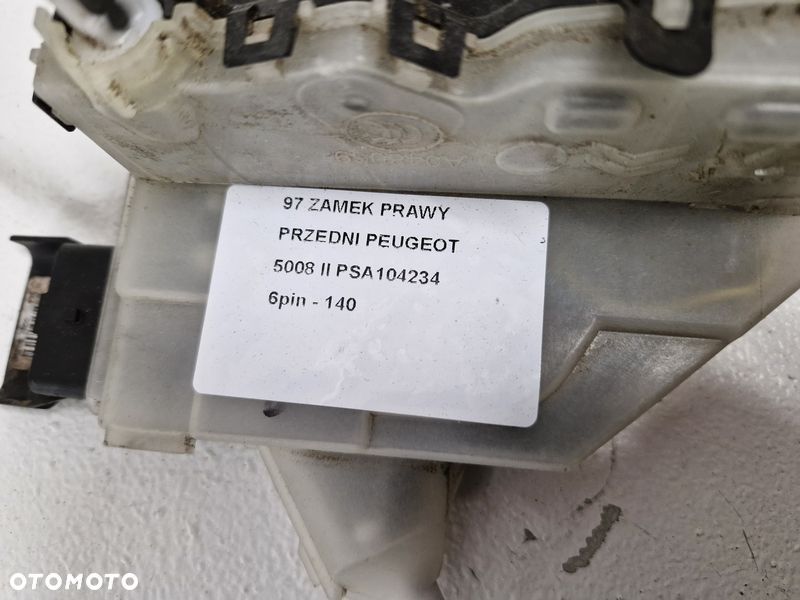 97 ZAMEK PRAWY
PRZEDNI PEUGEOT
5008 II PSA104234
6pin - 140
OTOMOTO